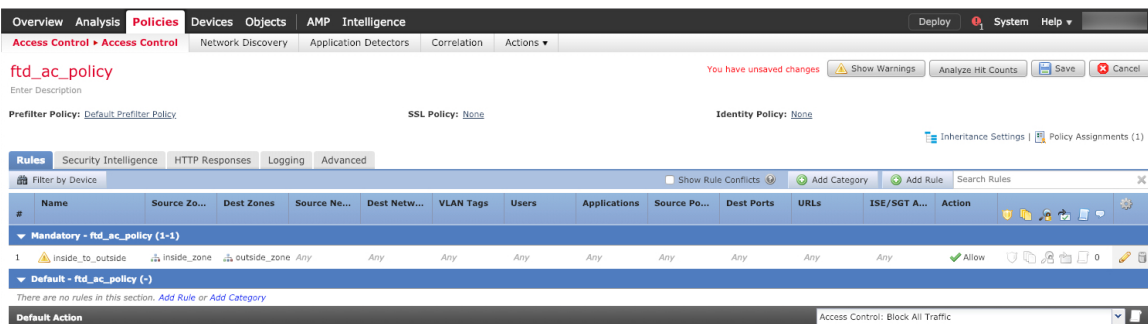 Overview Analysis Policies Devices Objects AMP Intelligence Deploy 1 System Help
Access Control ▸ Access Control Network Discovery Application Detectors Correlation Actions
ftd_ac_policy You have unsaved changes Show Warnings Analyze Hit Counts Save Cancel
Enter Description
Prefilter Policy: Default Prefilter Policy SSL Policy: None Identity Policy: None
Inheritance Settings | Policy Assignments (1)
Rules Security Intelligence HTTP Responses Logging Advanced
Filter by Device Show Rule Conflicts Add Category Add Rule Search Rules
# Name Source Zo... Dest Zones Source Ne... Dest Netw... VLAN Tags Users Applications Source Po... Dest Ports URLs ISE/SGT A... Action
Mandatory - ftd_ac_policy (1-1)
1 inside_to_outside inside_zone outside_zone Any Any Any Any Any Any Any Any Any Allow 0
Default - ftd_ac_policy (-)
There are no rules in this section. Add Rule or Add Category
Default Action Access Control: Block All Traffic